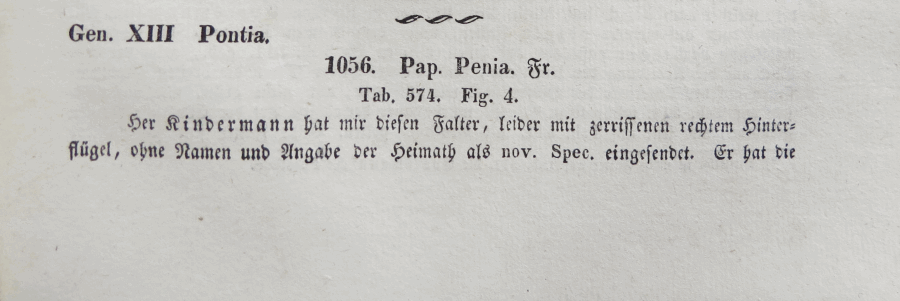 Gen. XIII Pontia.
1056. Pap. Penia. Fr.
Tab. 574. Fig. 4.
Her Kindermann hat mir diesen Falter, leider mit zerrissenen rechtem Hinter=
flügel, ohne Namen und Angabe der Heimath als nov. Spec. eingesendet. Er hat die